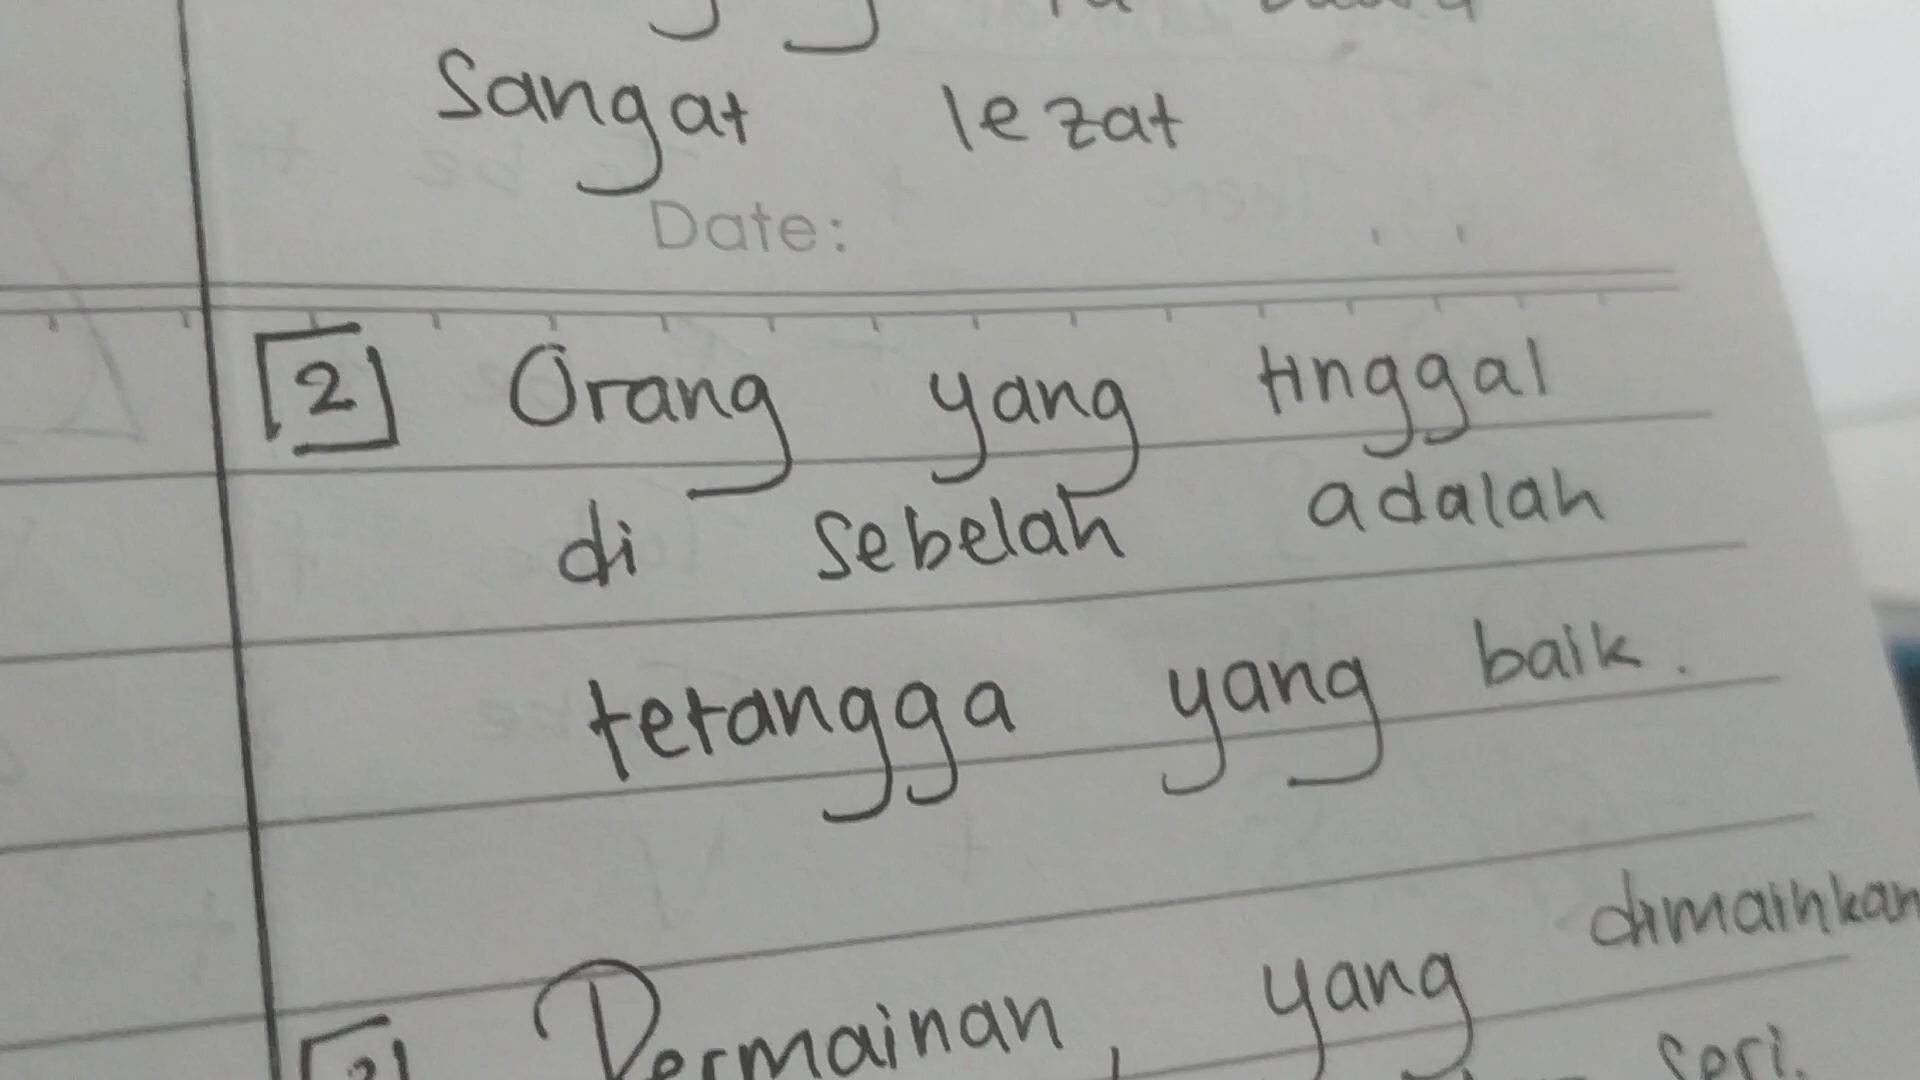 sangat lezat
Date:
[2] Orang yang tinggal
di sebelah adalah
tetangga yang baik.
Permainan, yang dimainkan
seri.